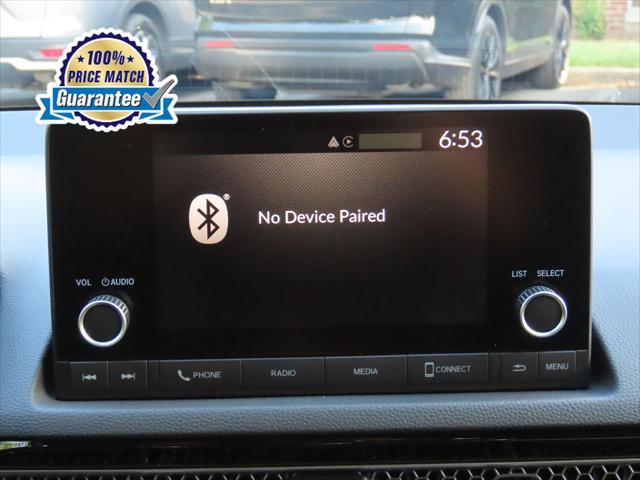 100%
PRICE MATCH
Guarantee
6:53
No Device Paired
VOL AUDIO
LIST SELECT
PHONE RADIO MEDIA CONNECT MENU